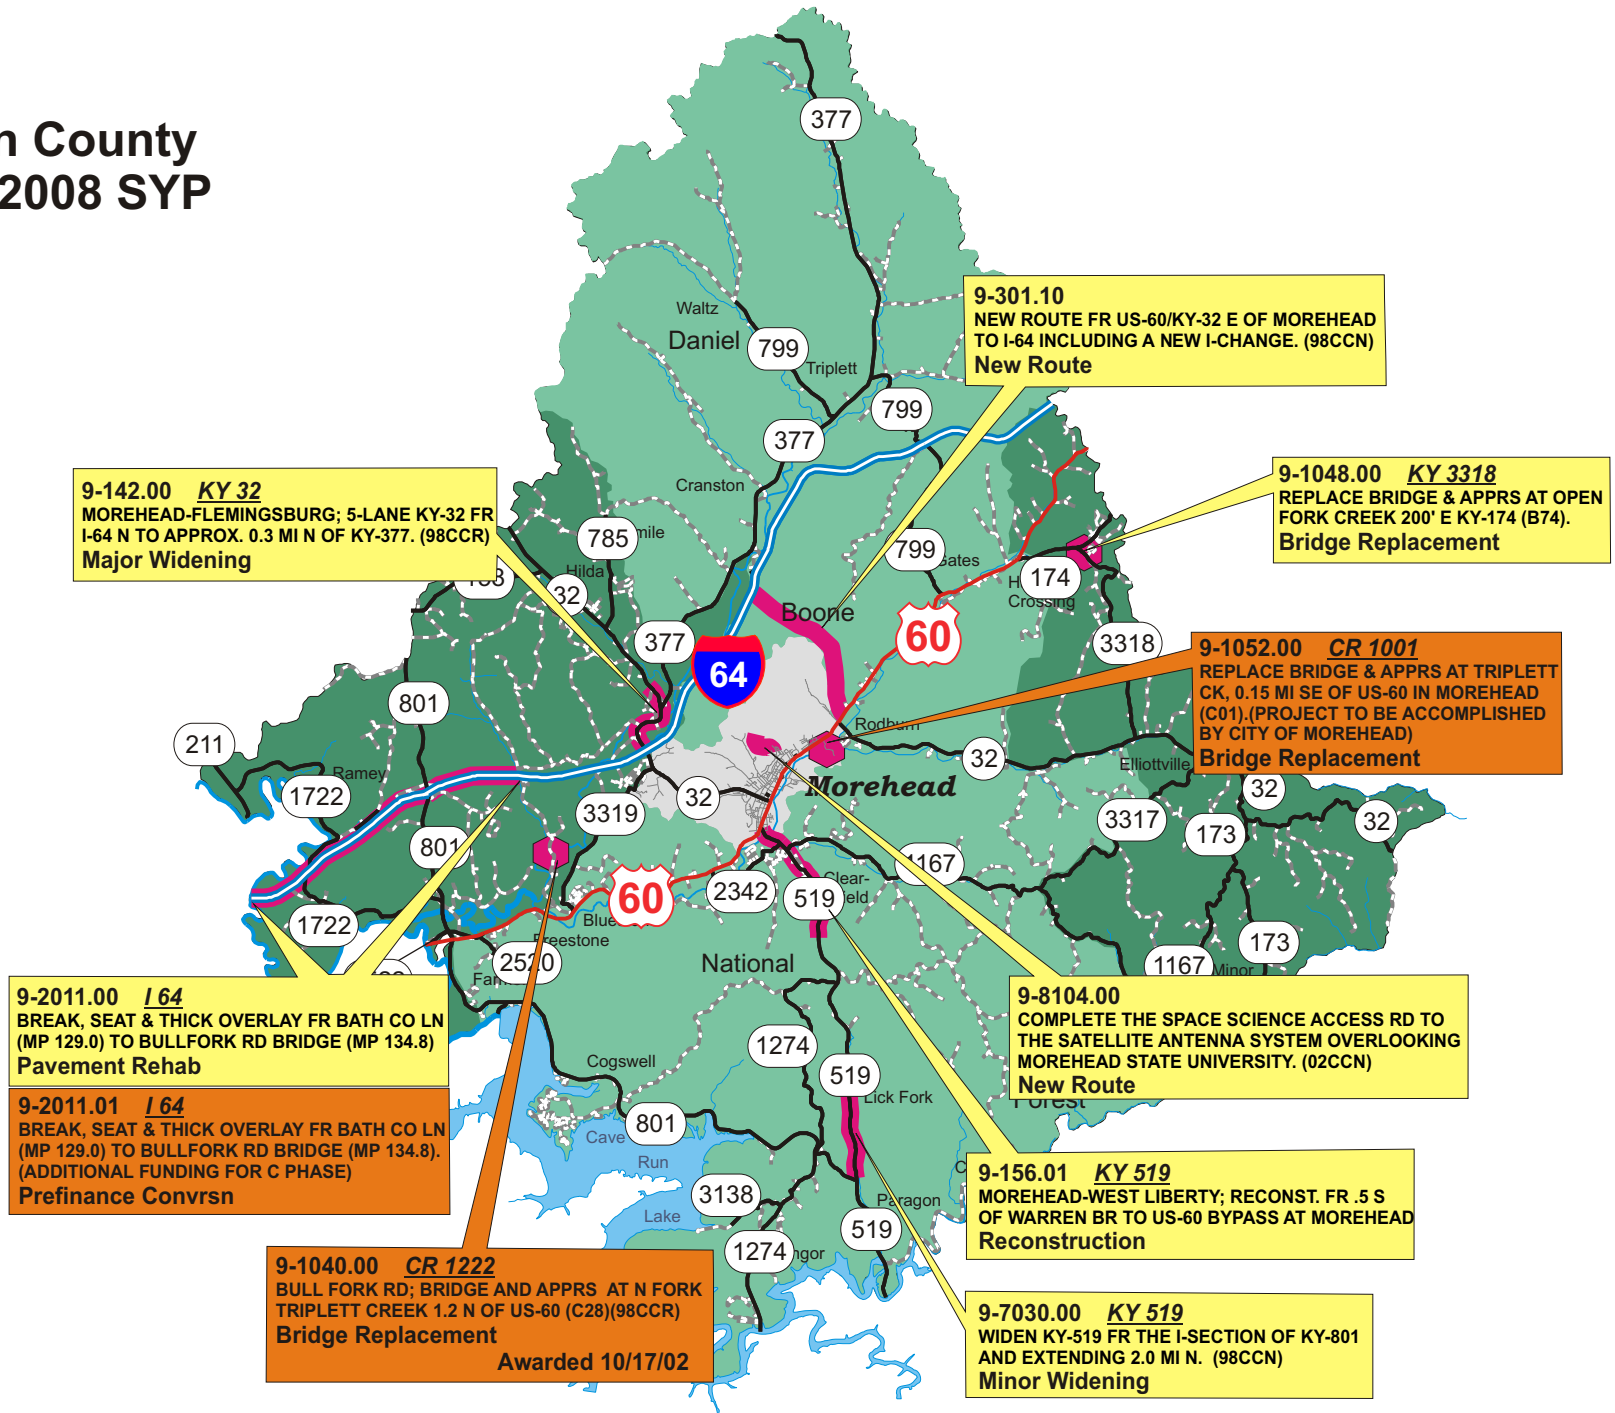 n County
2008 SYP
377
Waltz
Daniel
799
Triplett
9-301.10
NEW ROUTE FR US-60/KY-32 E OF MOREHEAD
TO I-64 INCLUDING A NEW I-CHANGE. (98CCN)
New Route
799
377
Cranston
9-142.00 KY 32
MOREHEAD-FLEMINGSBURG; 5-LANE KY-32 FR
I-64 N TO APPROX. 0.3 MI N OF KY-377. (98CCR)
Major Widening
9-1048.00 KY 3318
REPLACE BRIDGE & APPRS AT OPEN
FORK CREEK 200' E KY-174 (B74).
Bridge Replacement
785
mile
799
Gates
Hilda
32
174
Crossing
Boone
60
377
3318
64
9-1052.00 CR 1001
REPLACE BRIDGE & APPRS AT TRIPLETT
CK, 0.15 MI SE OF US-60 IN MOREHEAD
(C01).(PROJECT TO BE ACCOMPLISHED
BY CITY OF MOREHEAD)
Bridge Replacement
801
211
Rodburn
32
Elliottville
Ramey
1722
Morehead
32
32
3319
3317
173
32
801
1167
60
2342
Clear-
field
519
1722
Blue
Freestone
173
2520
National
1167
Minor
Farm
9-2011.00 I 64
BREAK, SEAT & THICK OVERLAY FR BATH CO LN
(MP 129.0) TO BULLFORK RD BRIDGE (MP 134.8)
Pavement Rehab
9-8104.00
COMPLETE THE SPACE SCIENCE ACCESS RD TO
THE SATELLITE ANTENNA SYSTEM OVERLOOKING
MOREHEAD STATE UNIVERSITY. (02CCN)
New Route
Forest
1274
Cogswell
519
Lick Fork
9-2011.01 I 64
BREAK, SEAT & THICK OVERLAY FR BATH CO LN
(MP 129.0) TO BULLFORK RD BRIDGE (MP 134.8).
(ADDITIONAL FUNDING FOR C PHASE)
Prefinance Convrsn
801
Cave
Run
Lake
3138
Paragon
9-156.01 KY 519
MOREHEAD-WEST LIBERTY; RECONST. FR .5 S
OF WARREN BR TO US-60 BYPASS AT MOREHEAD
Reconstruction
519
1274
ngor
9-1040.00 CR 1222
BULL FORK RD; BRIDGE AND APPRS AT N FORK
TRIPLETT CREEK 1.2 N OF US-60 (C28)(98CCR)
Bridge Replacement
Awarded 10/17/02
9-7030.00 KY 519
WIDEN KY-519 FR THE I-SECTION OF KY-801
AND EXTENDING 2.0 MI N. (98CCN)
Minor Widening